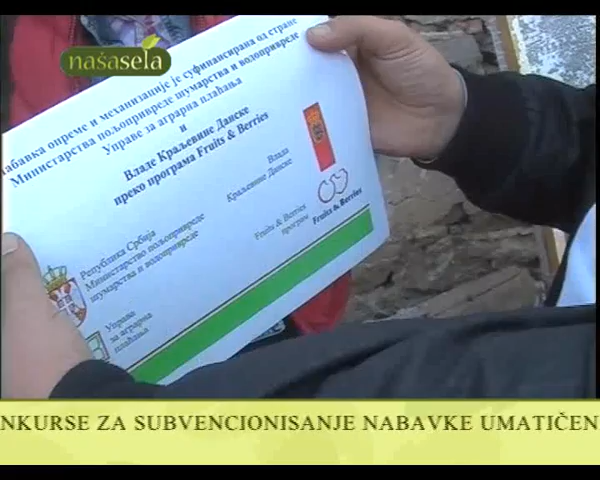 našasela
Набавка опреме и механизације је суфинансирана од стране
Министарства пољопривреде шумарства и водопривреде
Управе за аграрна плаћања
и
Владе Краљевине Данске
преко програма Fruits & Berries
Влада
Краљевине Данске
Fruits & Berries
програм
Fruits & Berries
Република Србија
Министарство пољопривреде
шумарства и водопривреде
Управа
за аграрна
плаћања
NKURSE ZA SUBVENCIONISANJE NABAVKE UMATIČEN